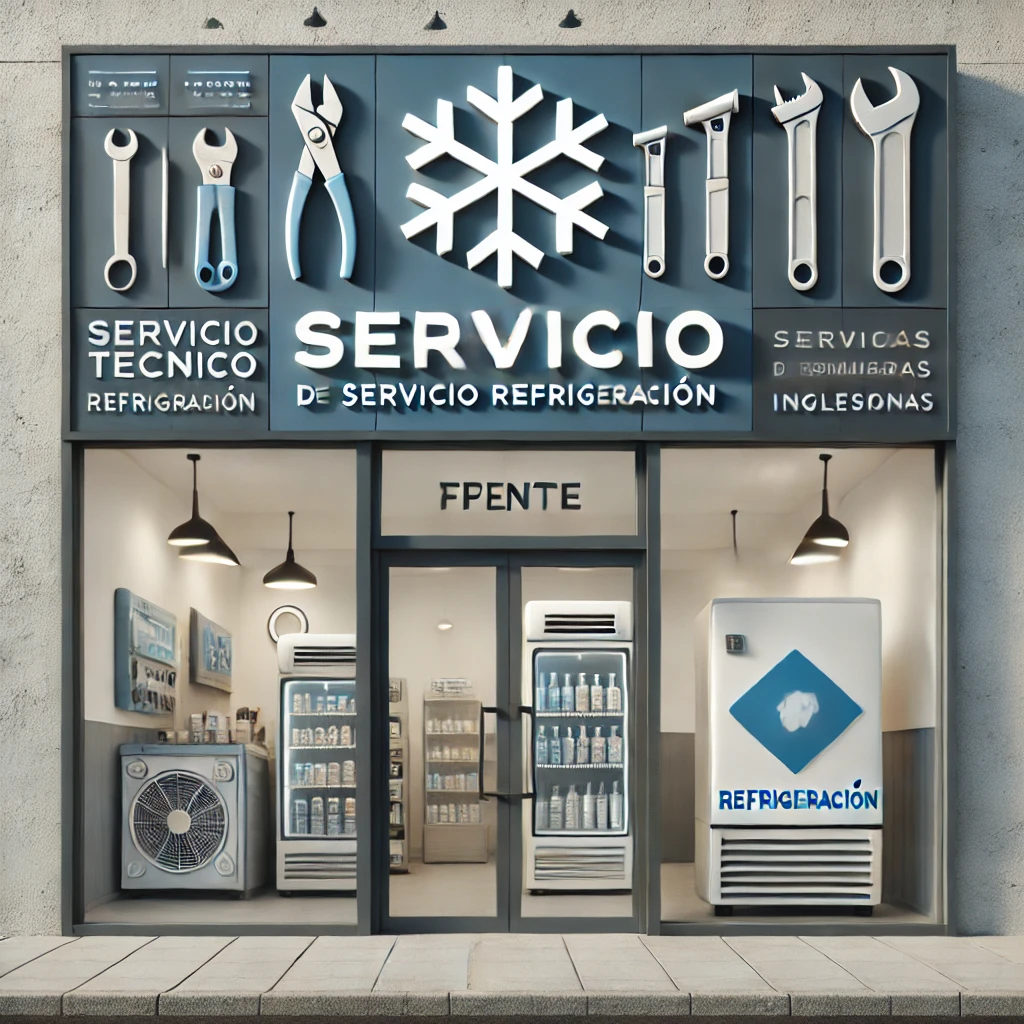 SERVICIO
TECNICO
REFRIGRACIÓN
SERVICIO
DE SERVICIO REFRIGERACIÓN
SERVICAS
D
INGLESONAS
FPENTE
REFRIGERACIÓN